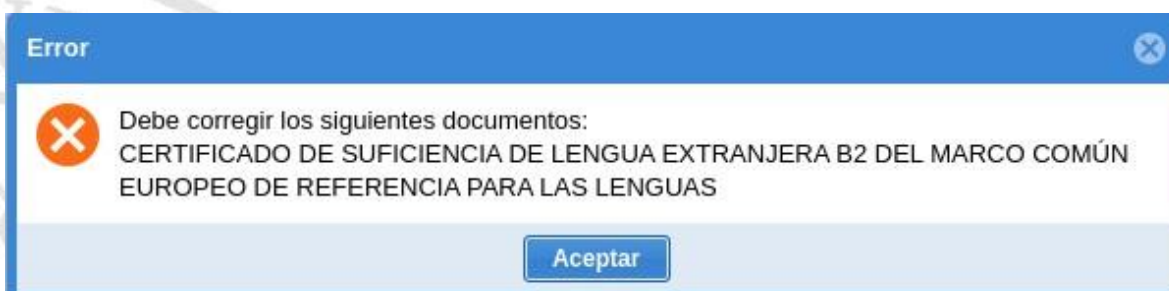 Error
Debe corregir los siguientes documentos:
CERTIFICADO DE SUFICIENCIA DE LENGUA EXTRANJERA B2 DEL MARCO COMÚN
EUROPEO DE REFERENCIA PARA LAS LENGUAS
Aceptar